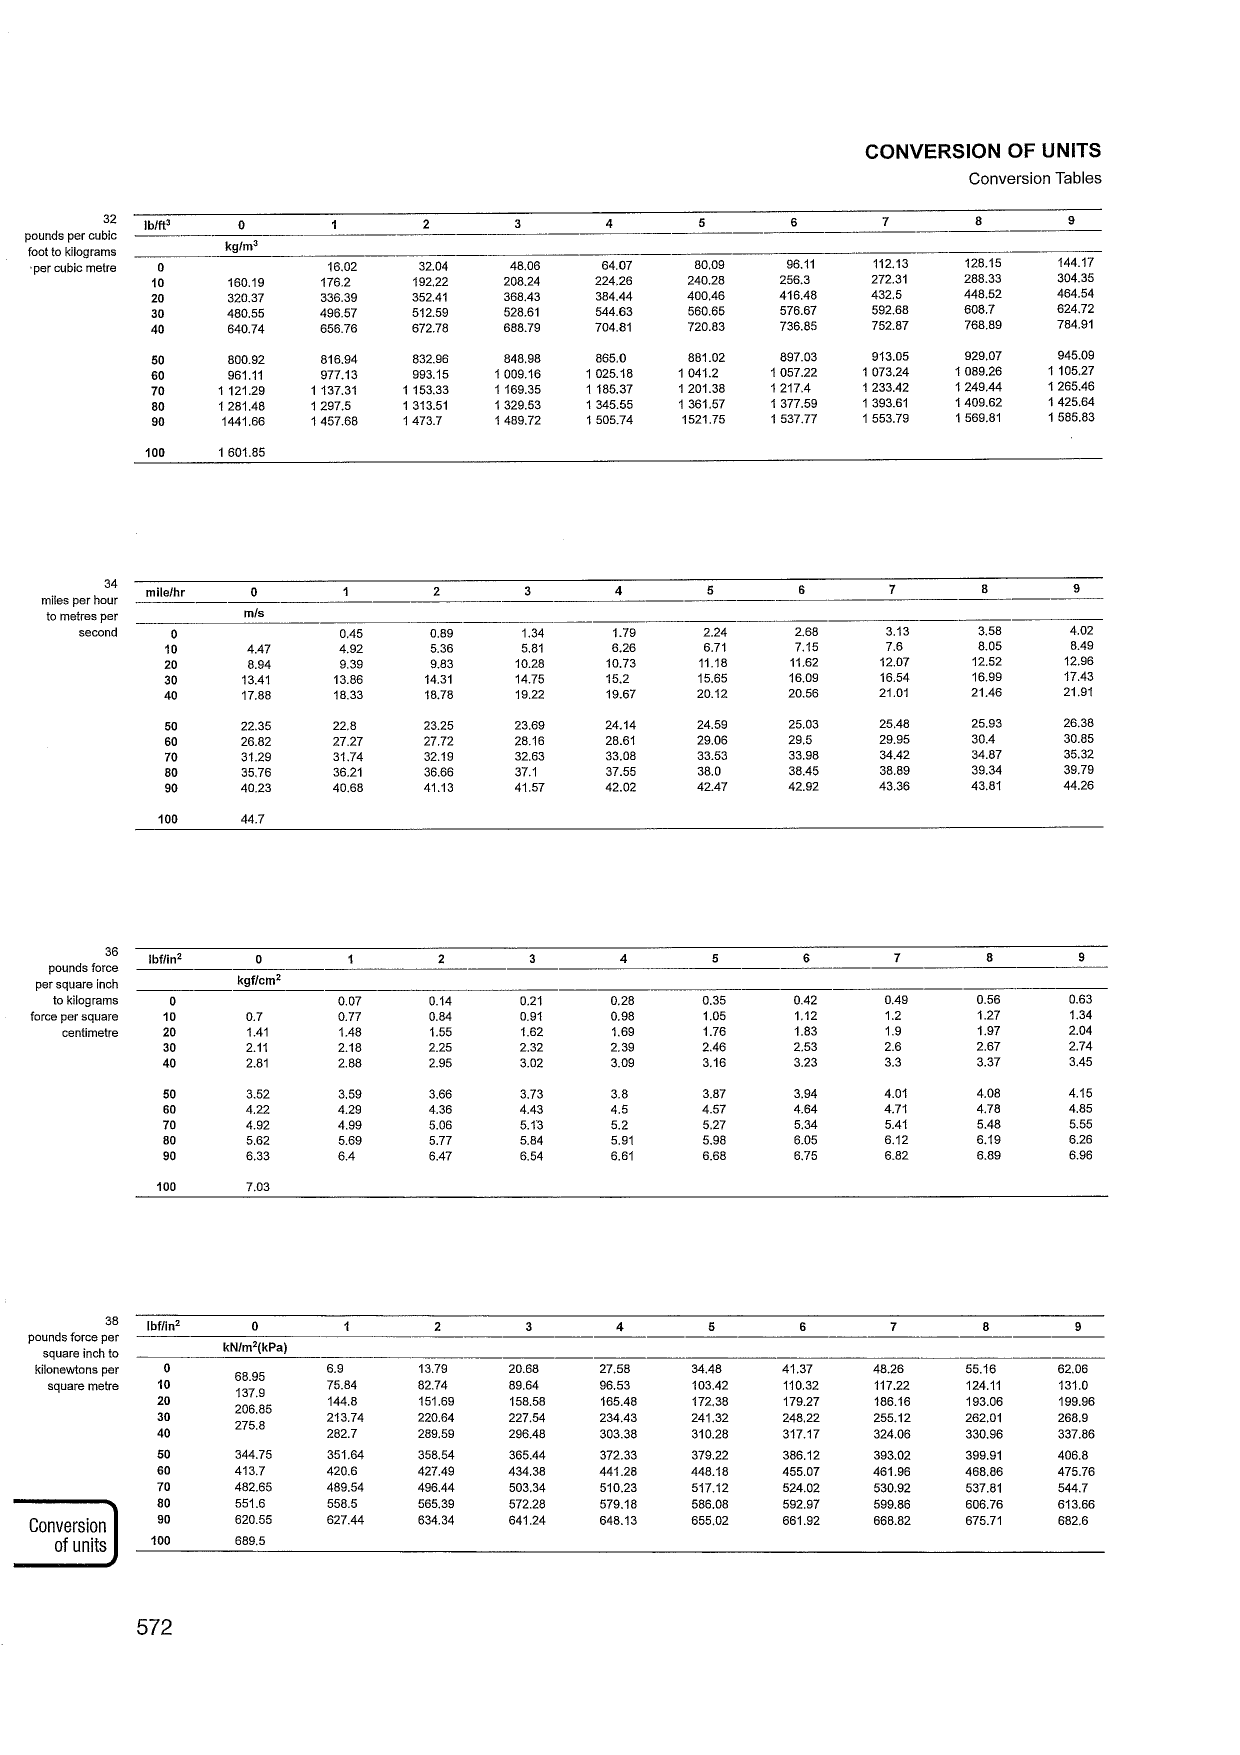 CONVERSION OF UNITS
Conversion Tables
32
pounds per cubic
foot to kilograms
per cubic metre
lb/ft³ 0 1 2 3 4 5 6 7 8 9
kg/m³
0 16.02 32.04 48.06 64.07 80.09 96.11 112.13 128.15 144.17
10 160.19 176.2 192.22 208.24 224.26 240.28 256.3 272.31 288.33 304.35
20 320.37 336.39 352.41 368.43 384.44 400.46 416.48 432.5 448.52 464.54
30 480.55 496.57 512.59 528.61 544.63 560.65 576.67 592.68 608.7 624.72
40 640.74 656.76 672.78 688.79 704.81 720.83 736.85 752.87 768.89 784.91
50 800.92 816.94 832.96 848.98 865.0 881.02 897.03 913.05 929.07 945.09
60 961.11 977.13 993.15 1 009.16 1 025.18 1 041.2 1 057.22 1 073.24 1 089.26 1 105.27
70 1 121.29 1 137.31 1 153.33 1 169.35 1 185.37 1 201.38 1 217.4 1 233.42 1 249.44 1 265.46
80 1 281.48 1 297.5 1 313.51 1 329.53 1 345.55 1 361.57 1 377.59 1 393.61 1 409.62 1 425.64
90 1441.66 1 457.68 1 473.7 1 489.72 1 505.74 1521.75 1 537.77 1 553.79 1 569.81 1 585.83
100 1 601.85
34
miles per hour
to metres per
second
mile/hr 0 1 2 3 4 5 6 7 8 9
m/s
0 0.45 0.89 1.34 1.79 2.24 2.68 3.13 3.58 4.02
10 4.47 4.92 5.36 5.81 6.26 6.71 7.15 7.6 8.05 8.49
20 8.94 9.39 9.83 10.28 10.73 11.18 11.62 12.07 12.52 12.96
30 13.41 13.86 14.31 14.75 15.2 15.65 16.09 16.54 16.99 17.43
40 17.88 18.33 18.78 19.22 19.67 20.12 20.56 21.01 21.46 21.91
50 22.35 22.8 23.25 23.69 24.14 24.59 25.03 25.48 25.93 26.38
60 26.82 27.27 27.72 28.16 28.61 29.06 29.5 29.95 30.4 30.85
70 31.29 31.74 32.19 32.63 33.08 33.53 33.98 34.42 34.87 35.32
80 35.76 36.21 36.66 37.1 37.55 38.0 38.45 38.89 39.34 39.79
90 40.23 40.68 41.13 41.57 42.02 42.47 42.92 43.36 43.81 44.26
100 44.7
36
pounds force
per square inch
to kilograms
force per square
centimetre
lbf/in² 0 1 2 3 4 5 6 7 8 9
kgf/cm²
0 0.07 0.14 0.21 0.28 0.35 0.42 0.49 0.56 0.63
10 0.7 0.77 0.84 0.91 0.98 1.05 1.12 1.2 1.27 1.34
20 1.41 1.48 1.55 1.62 1.69 1.76 1.83 1.9 1.97 2.04
30 2.11 2.18 2.25 2.32 2.39 2.46 2.53 2.6 2.67 2.74
40 2.81 2.88 2.95 3.02 3.09 3.16 3.23 3.3 3.37 3.45
50 3.52 3.59 3.66 3.73 3.8 3.87 3.94 4.01 4.08 4.15
60 4.22 4.29 4.36 4.43 4.5 4.57 4.64 4.71 4.78 4.85
70 4.92 4.99 5.06 5.13 5.2 5.27 5.34 5.41 5.48 5.55
80 5.62 5.69 5.77 5.84 5.91 5.98 6.05 6.12 6.19 6.26
90 6.33 6.4 6.47 6.54 6.61 6.68 6.75 6.82 6.89 6.96
100 7.03
38
pounds force per
square inch to
kilonewtons per
square metre
lbf/in² 0 1 2 3 4 5 6 7 8 9
kN/m²(kPa)
0 6.9 13.79 20.68 27.58 34.48 41.37 48.26 55.16 62.06
10 68.95 75.84 82.74 89.64 96.53 103.42 110.32 117.22 124.11 131.0
20 137.9 144.8 151.69 158.58 165.48 172.38 179.27 186.16 193.06 199.96
30 206.85 213.74 220.64 227.54 234.43 241.32 248.22 255.12 262.01 268.9
40 275.8 282.7 289.59 296.48 303.38 310.28 317.17 324.06 330.96 337.86
50 344.75 351.64 358.54 365.44 372.33 379.22 386.12 393.02 399.91 406.8
60 413.7 420.6 427.49 434.38 441.28 448.18 455.07 461.96 468.86 475.76
70 482.65 489.54 496.44 503.34 510.23 517.12 524.02 530.92 537.81 544.7
80 551.6 558.5 565.39 572.28 579.18 586.08 592.97 599.86 606.76 613.66
90 620.55 627.44 634.34 641.24 648.13 655.02 661.92 668.82 675.71 682.6
100 689.5
Conversion
of units
572